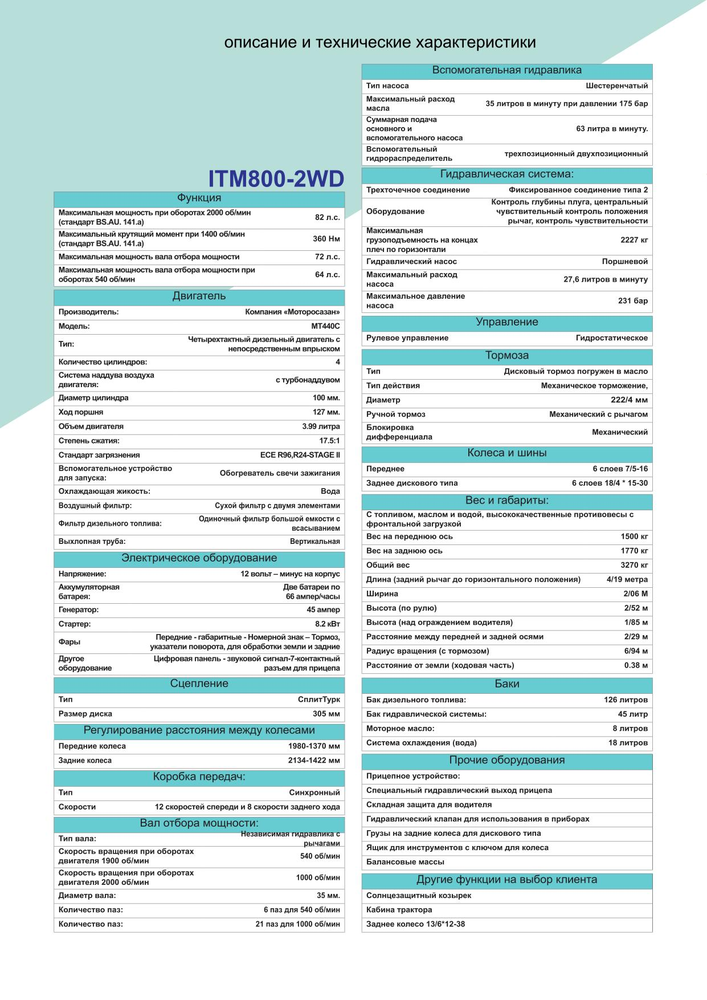 описание и технические характеристики
ITM800-2WD
Функция
Максимальная мощность при оборотах 2000 об/мин
(стандарт BS.AU. 141.a)
82 л.с.
Максимальный крутящий момент при 1400 об/мин
(стандарт BS.AU. 141.a)
360 Нм
Максимальная мощность вала отбора мощности
72 л.с.
Максимальная мощность вала отбора мощности при
оборотах 540 об/мин
64 л.с.
Двигатель
Производитель:
Компания «Моторосазан»
Модель:
MT440C
Тип:
Четырехтактный дизельный двигатель с
непосредственным впрыском
Количество цилиндров:
4
Система наддува воздуха
двигателя:
с турбонаддувом
Диаметр цилиндра
100 мм.
Ход поршня
127 мм.
Объем двигателя
3.99 литра
Степень сжатия:
17.5:1
Стандарт загрязнения
ECE R96,R24-STAGE II
Вспомогательное устройство
для запуска:
Обогреватель свечи зажигания
Охлаждающая жикость:
Вода
Воздушный фильтр:
Сухой фильтр с двумя элементами
Фильтр дизельного топлива:
Одиночный фильтр большой емкости с
всасыванием
Выхлопная труба:
Вертикальная
Электрическое оборудование
Напряжение:
12 вольт – минус на корпус
Аккумуляторная
батарея:
Две батареи по
66 ампер/часы
Генератор:
45 ампер
Стартер:
8.2 кВт
Фары
Передние - габаритные - Номерной знак – Тормоз,
указатели поворота, для обработки земли и задние
Другое
оборудование
Цифровая панель - звуковой сигнал-7-контактный
разъем для прицепа
Сцепление
Тип
СплитТурк
Размер диска
305 мм
Регулирование расстояния между колесами
Передние колеса
1980-1370 мм
Задние колеса
2134-1422 мм
Коробка передач:
Тип
Синхронный
Скорости
12 скоростей спереди и 8 скорости заднего хода
Вал отбора мощности:
Тип вала:
Независимая гидравлика с
рычагами
Скорость вращения при оборотах
двигателя 1900 об/мин
540 об/мин
Скорость вращения при оборотах
двигателя 2000 об/мин
1000 об/мин
Диаметр вала:
35 мм.
Количество паз:
6 паз для 540 об/мин
Количество паз:
21 паз для 1000 об/мин
Вспомогательная гидравлика
Тип насоса
Шестеренчатый
Максимальный расход
масла
35 литров в минуту при давлении 175 бар
Суммарная подача
основного и
вспомогательного насоса
63 литра в минуту.
Вспомогательный
гидрораспределитель
трехпозиционный двухпозиционный
Гидравлическая система:
Трехточечное соединение
Фиксированное соединение типа 2
Оборудование
Контроль глубины плуга, центральный
чувствительный контроль положения
рычаг, контроль чувствительности
Максимальная
грузоподъемность на концах
плеч по горизонтали
2227 кг
Гидравлический насос
Поршневой
Максимальный расход
насоса
27,6 литров в минуту
Максимальное давление
насоса
231 бар
Управление
Рулевое управление
Гидростатическое
Тормоза
Тип
Дисковый тормоз погружен в масло
Тип действия
Механическое торможение,
Диаметр
222/4 мм
Ручной тормоз
Механический с рычагом
Блокировка
дифференциала
Механический
Колеса и шины
Переднее
6 слоев 7/5-16
Заднее дискового типа
6 слоев 18/4 * 15-30
Вес и габариты:
С топливом, маслом и водой, высококачественные противовесы с
фронтальной загрузкой
Вес на переднюю ось
1500 кг
Вес на заднюю ось
1770 кг
Общий вес
3270 кг
Длина (задний рычаг до горизонтального положения)
4/19 метра
Ширина
2/06 М
Высота (по рулю)
2/52 м
Высота (над ограждением водителя)
1/85 м
Расстояние между передней и задней осями
2/29 м
Радиус вращения (с тормозом)
6/94 м
Расстояние от земли (ходовая часть)
0.38 м
Баки
Бак дизельного топлива:
126 литров
Бак гидравлической системы:
45 литр
Моторное масло:
8 литров
Система охлаждения (вода)
18 литров
Прочие оборудования
Прицепное устройство:
Специальный гидравлический выход прицепа
Складная защита для водителя
Гидравлический клапан для использования в приборах
Грузы на задние колеса для дискового типа
Ящик для инструментов с ключом для колеса
Балансовые массы
Другие функции на выбор клиента
Солнцезащитный козырек
Кабина трактора
Заднее колесо 13/6*12-38